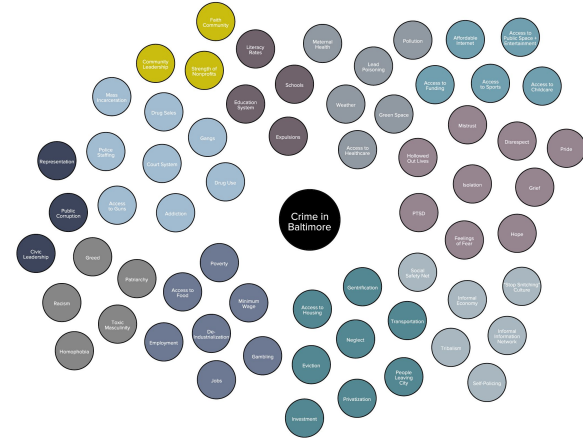 Faith
Community
Community
Leadership
Strength of
Nonprofits
Literacy
Rates
Education
System
Schools
Expulsions
Maternal
Health
Lead
Poisoning
Pollution
Weather
Green Space
Access to
Healthcare
Affordable
Internet
Access to
Public Space +
Entertainment
Access to
Funding
Access to
Sports
Access to
Childcare
Mass
Incarceration
Drug Sales
Gangs
Police
Staffing
Court System
Drug Use
Access
to Guns
Addiction
Representation
Public
Corruption
Civic
Leadership
Mistrust
Disrespect
Pride
Hollowed
Out Lives
Isolation
Grief
PTSD
Feelings
of Fear
Hope
Crime in
Baltimore
Greed
Patriarchy
Racism
Toxic
Masculinity
Homophobia
Poverty
Access to
Food
Minimum
Wage
Employment
De-
Industrialization
Gambling
Jobs
Gentrification
Access to
Housing
Transportation
Neglect
Eviction
People
Leaving
City
Privatization
Investment
Social
Safety Net
"Stop Snitching"
Culture
Informal
Economy
Tribalism
Informal
Information
Network
Self-Policing